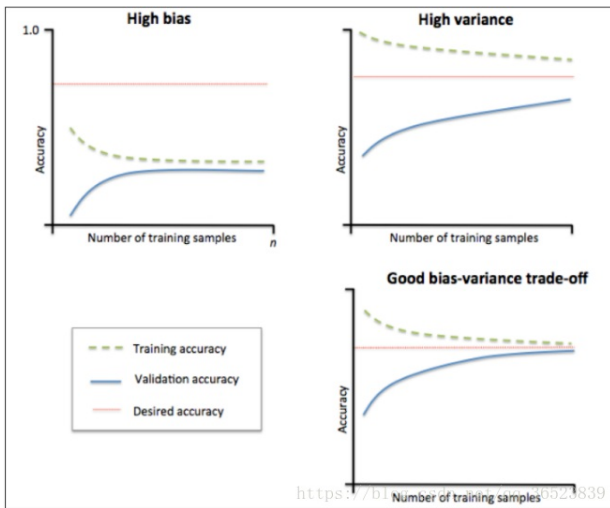 High bias
1.0
Accuracy
Number of training samples
n
High variance
Accuracy
Number of training samples
Training accuracy
Validation accuracy
Desired accuracy
Good bias-variance trade-off
Accuracy
Number of training samples